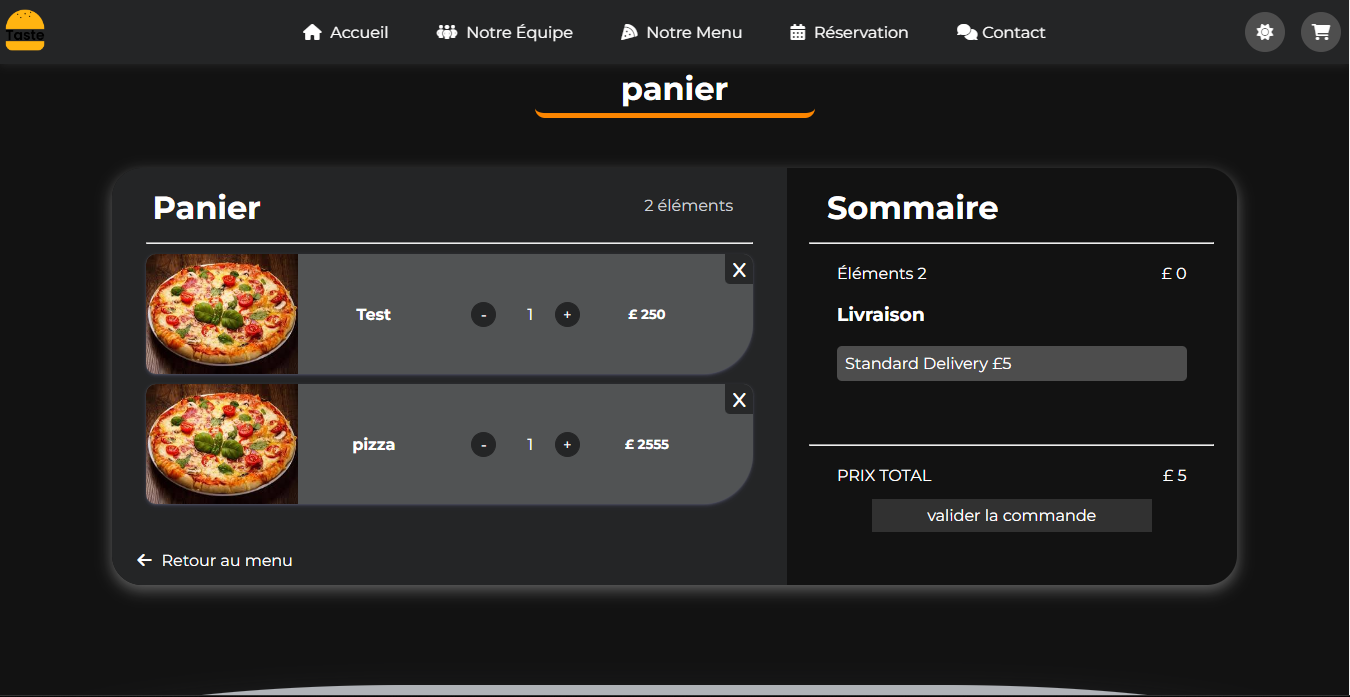 Taste
Accueil
Notre Équipe
Notre Menu
Réservation
Contact
panier
Panier
2 éléments
X
Test
-
1
+
£ 250
X
pizza
-
1
+
£ 2555
Retour au menu
Sommaire
Éléments 2
£ 0
Livraison
Standard Delivery £5
PRIX TOTAL
£ 5
valider la commande